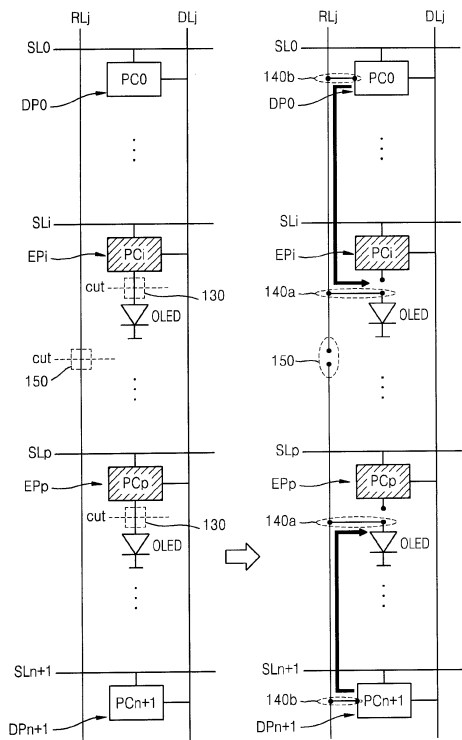 RLj DLj RLj DLj
SL0 SL0
PC0 140b PC0
DP0 DP0
SLi SLi
EPi PCi EPi PCi
cut 130 140a
OLED OLED
cut
150 150
SLp SLp
EPp PCp EPp PCp
cut 130 140a
OLED OLED
SLn+1 SLn+1
PCn+1 140b PCn+1
DPn+1 DPn+1